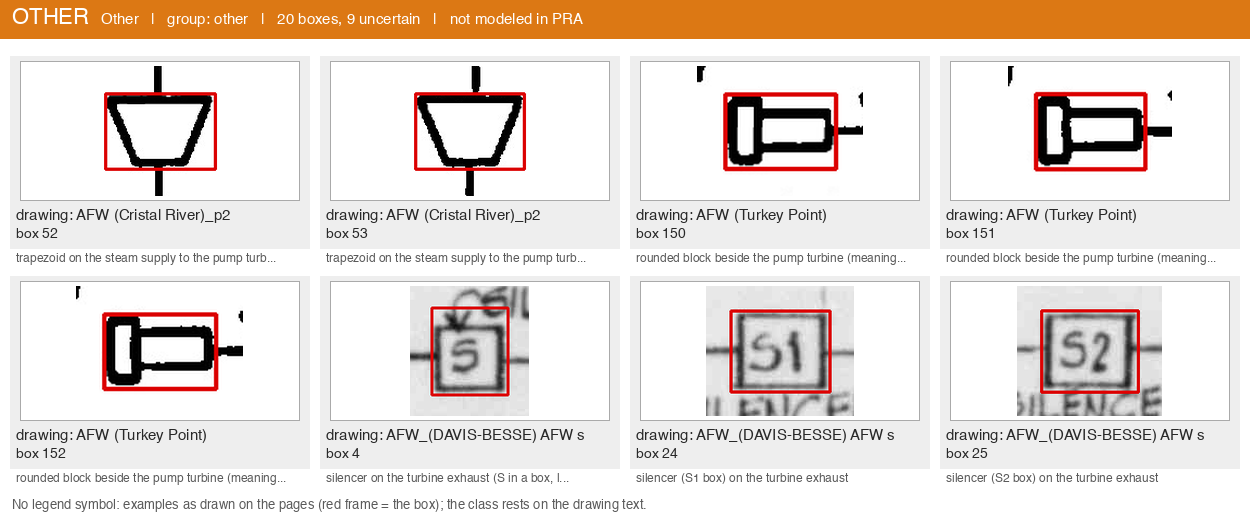 OTHER Other I group: other I 20 boxes, 9 uncertain I not modeled in PRA
drawing: AFW (Cristal River)_p2
box 52
trapezoid on the steam supply to the pump turb...
drawing: AFW (Cristal River)_p2
box 53
trapezoid on the steam supply to the pump turb...
drawing: AFW (Turkey Point)
box 150
rounded block beside the pump turbine (meaning...
drawing: AFW (Turkey Point)
box 151
rounded block beside the pump turbine (meaning...
drawing: AFW (Turkey Point)
box 152
rounded block beside the pump turbine (meaning...
SIL
S
drawing: AFW_(DAVIS-BESSE) AFW s
box 4
silencer on the turbine exhaust (S in a box, l...
S1
ILENCE
drawing: AFW_(DAVIS-BESSE) AFW s
box 24
silencer (S1 box) on the turbine exhaust
S2
SILENCE
drawing: AFW_(DAVIS-BESSE) AFW s
box 25
silencer (S2 box) on the turbine exhaust
No legend symbol: examples as drawn on the pages (red frame = the box); the class rests on the drawing text.